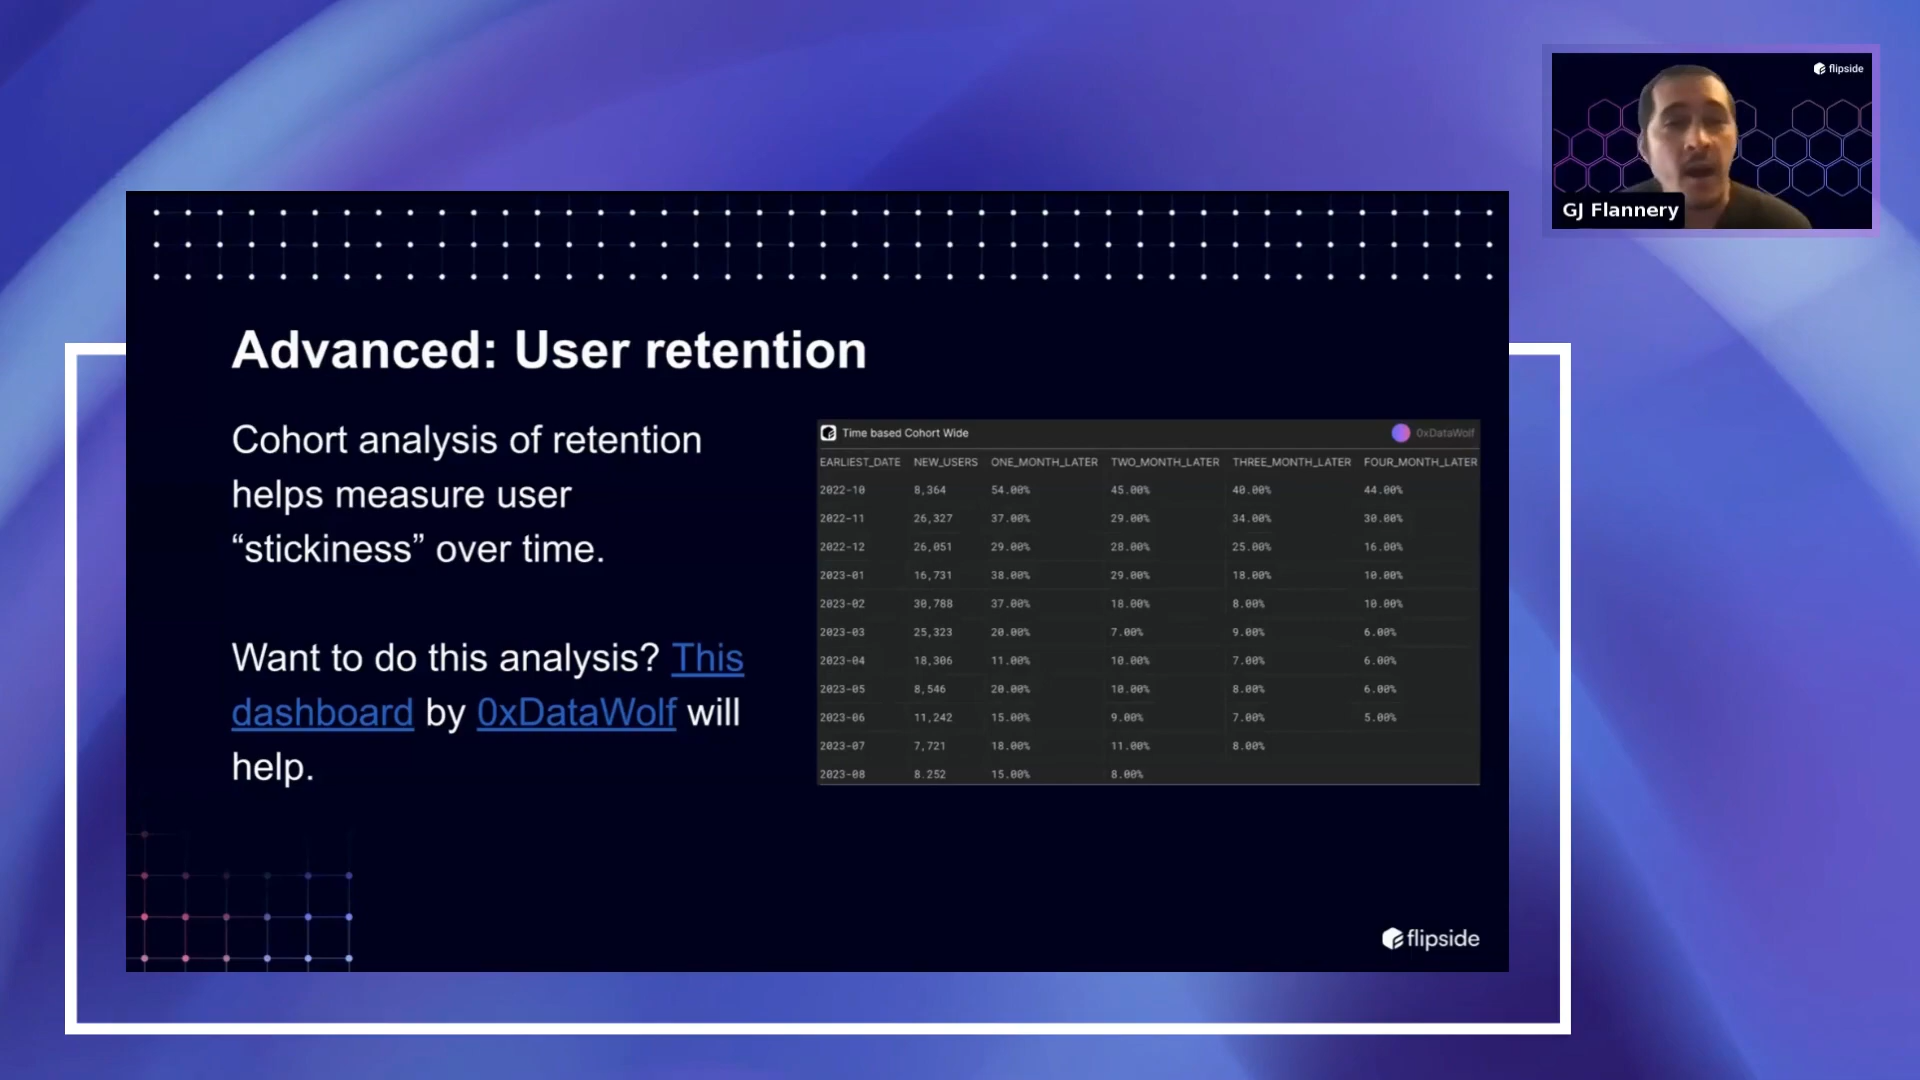 flipside
GJ Flannery
Advanced: User retention
Cohort analysis of retention
helps measure user
“stickiness” over time.
Want to do this analysis? This
dashboard by 0xDataWolf will
help.
Time based Cohort Wide 0xDataWolf
EARLIEST_DATE NEW_USERS ONE_MONTH_LATER TWO_MONTH_LATER THREE_MONTH_LATER FOUR_MONTH_LATER
2022-10 8,364 54.00% 45.00% 40.00% 44.00%
2022-11 26,327 37.00% 29.00% 34.00% 30.00%
2022-12 26,051 29.00% 28.00% 25.00% 16.00%
2023-01 16,731 38.00% 29.00% 18.00% 10.00%
2023-02 30,788 37.00% 18.00% 8.00% 10.00%
2023-03 25,323 20.00% 7.00% 9.00% 6.00%
2023-04 18,306 11.00% 10.00% 7.00% 6.00%
2023-05 8,546 20.00% 10.00% 8.00% 6.00%
2023-06 11,242 15.00% 9.00% 7.00% 5.00%
2023-07 7,721 18.00% 11.00% 8.00%
2023-08 8.252 15.00% 8.00%
flipside